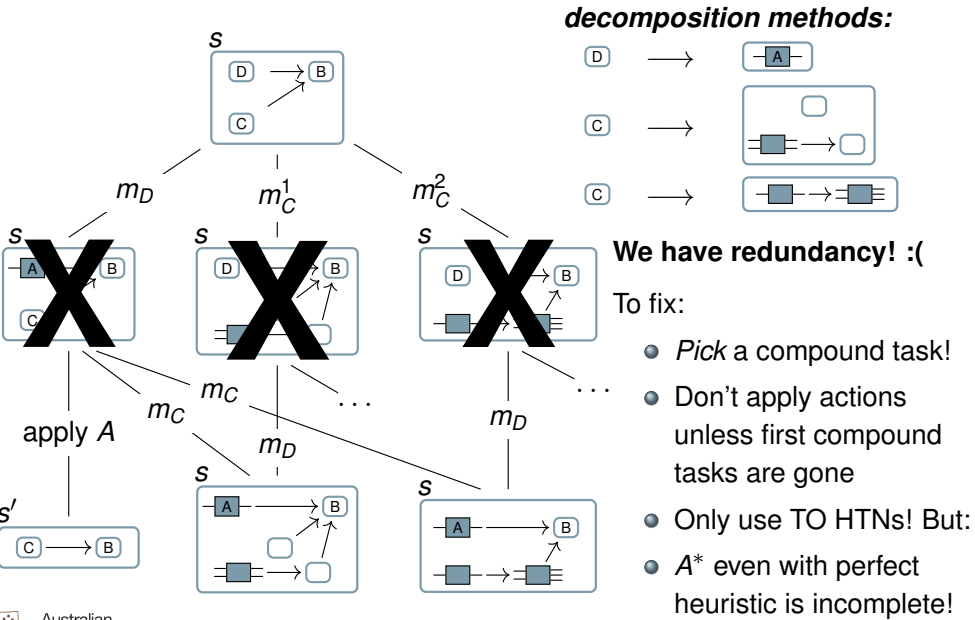 decomposition methods:
D → A
C →
C →
s
D → B
C
m_D
m_C^1
m_C^2
s
A B
C
s
D B
s
D → B
We have redundancy! :(
To fix:
Pick a compound task!
Don't apply actions
unless first compound
tasks are gone
Only use TO HTNs! But:
A* even with perfect
heuristic is incomplete!
apply A
m_C
m_C
m_D
. . .
m_D
. . .
s'
C → B
s
A → B
s
A → B
Australian